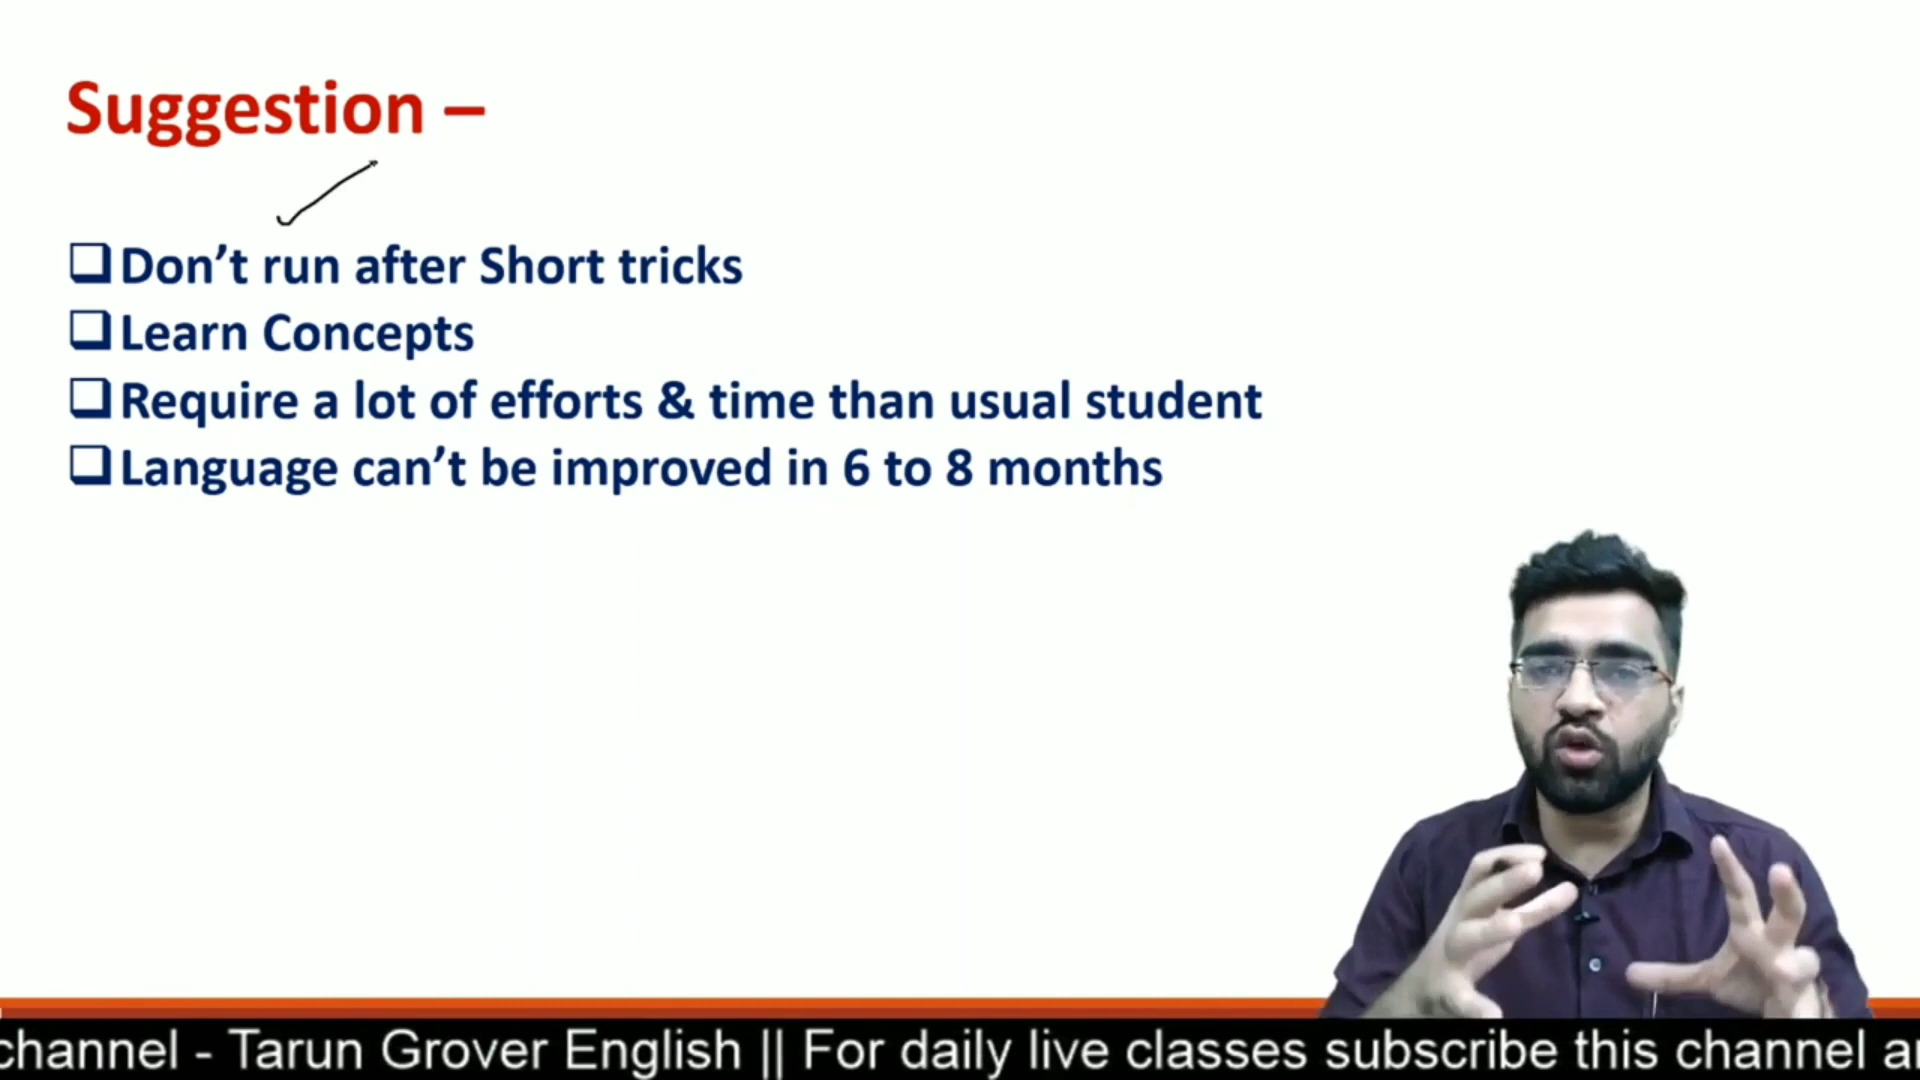 Suggestion –
Don’t run after Short tricks
Learn Concepts
Require a lot of efforts & time than usual student
Language can’t be improved in 6 to 8 months
channel - Tarun Grover English || For daily live classes subscribe this channel